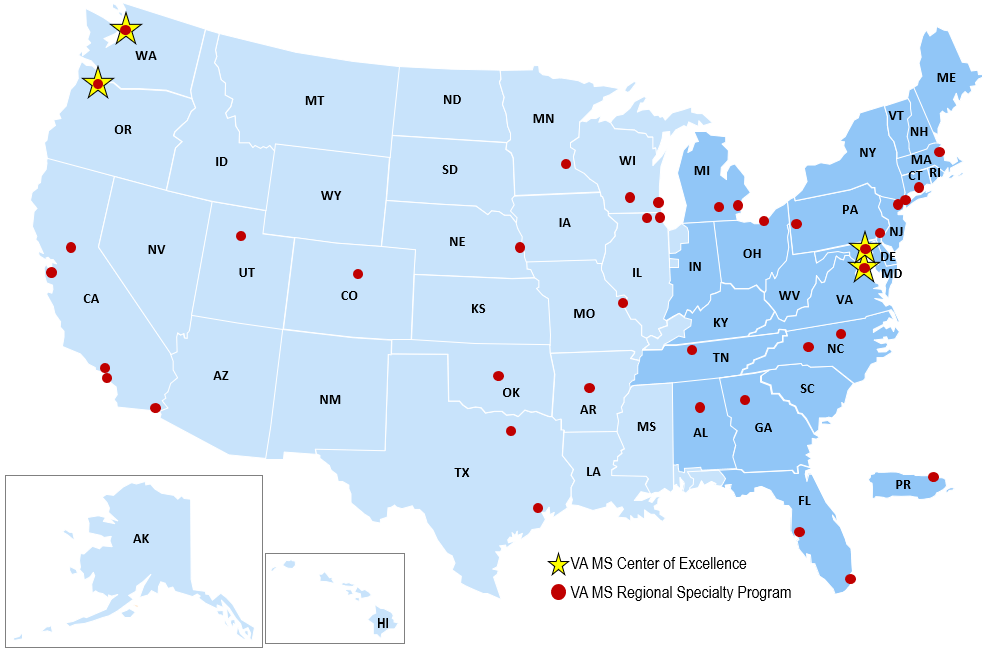 WA
ME
MT
ND
MN
VT
OR
NH
NY
WI
MA
ID
SD
MI
CT RI
WY
PA
IA
NJ
NE
NV
OH
DE
IN
UT
IL
MD
CO
WV
CA
VA
KS
MO
KY
NC
TN
AZ
SC
OK
NM
AR
MS
GA
AL
TX
LA
PR
FL
AK
VA MS Center of Excellence
VA MS Regional Specialty Program
HI